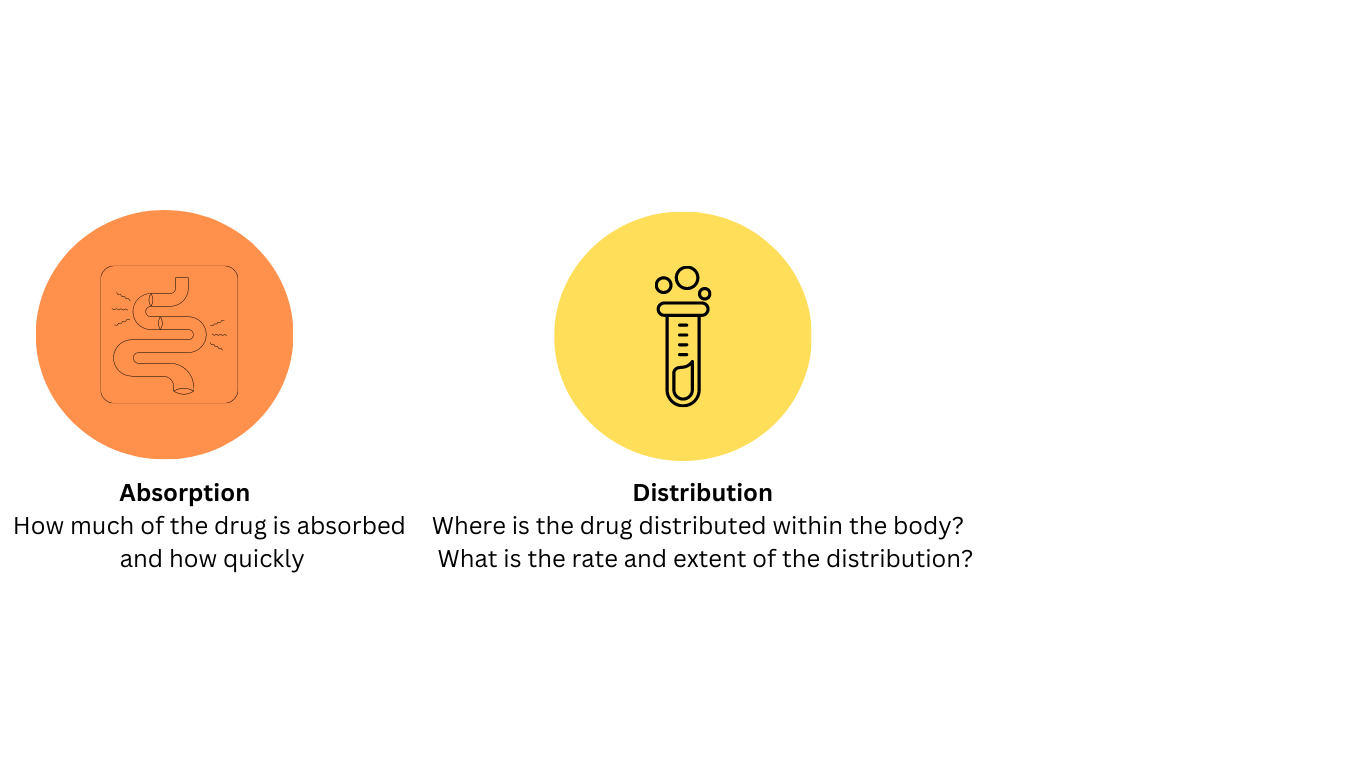 Absorption
How much of the drug is absorbed
and how quickly
Distribution
Where is the drug distributed within the body?
What is the rate and extent of the distribution?